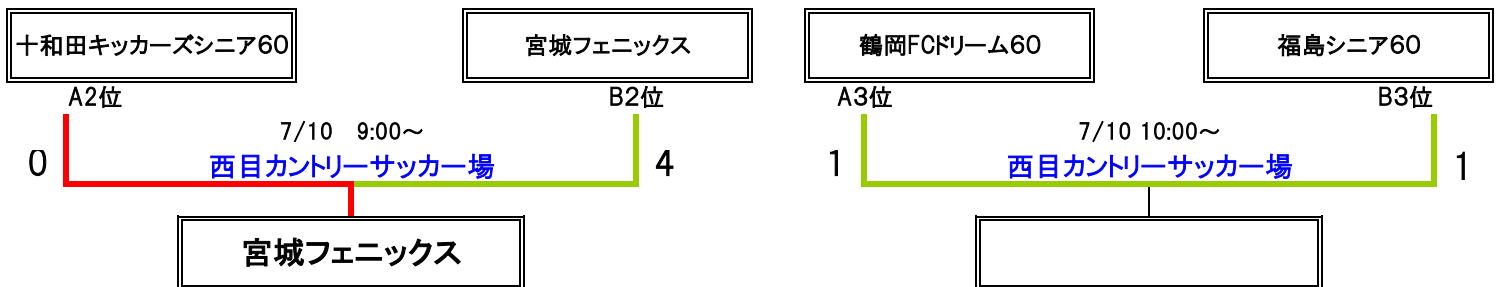 十和田キッカーズシニア60
宮城フェニックス
鶴岡FCドリーム60
福島シニア60
A2位
B2位
A3位
B3位
7/10　9:00～
7/10 10:00～
0
西目カントリーサッカー場
4
1
西目カントリーサッカー場
1
宮城フェニックス